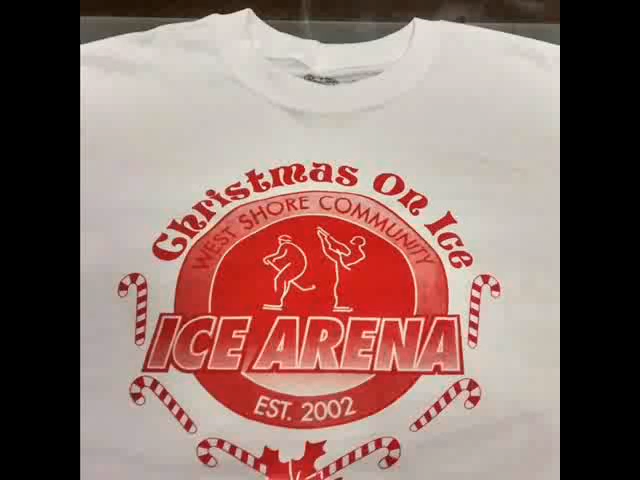 Christmas On Ice
WEST SHORE COMMUNITY
ICE ARENA
EST. 2002